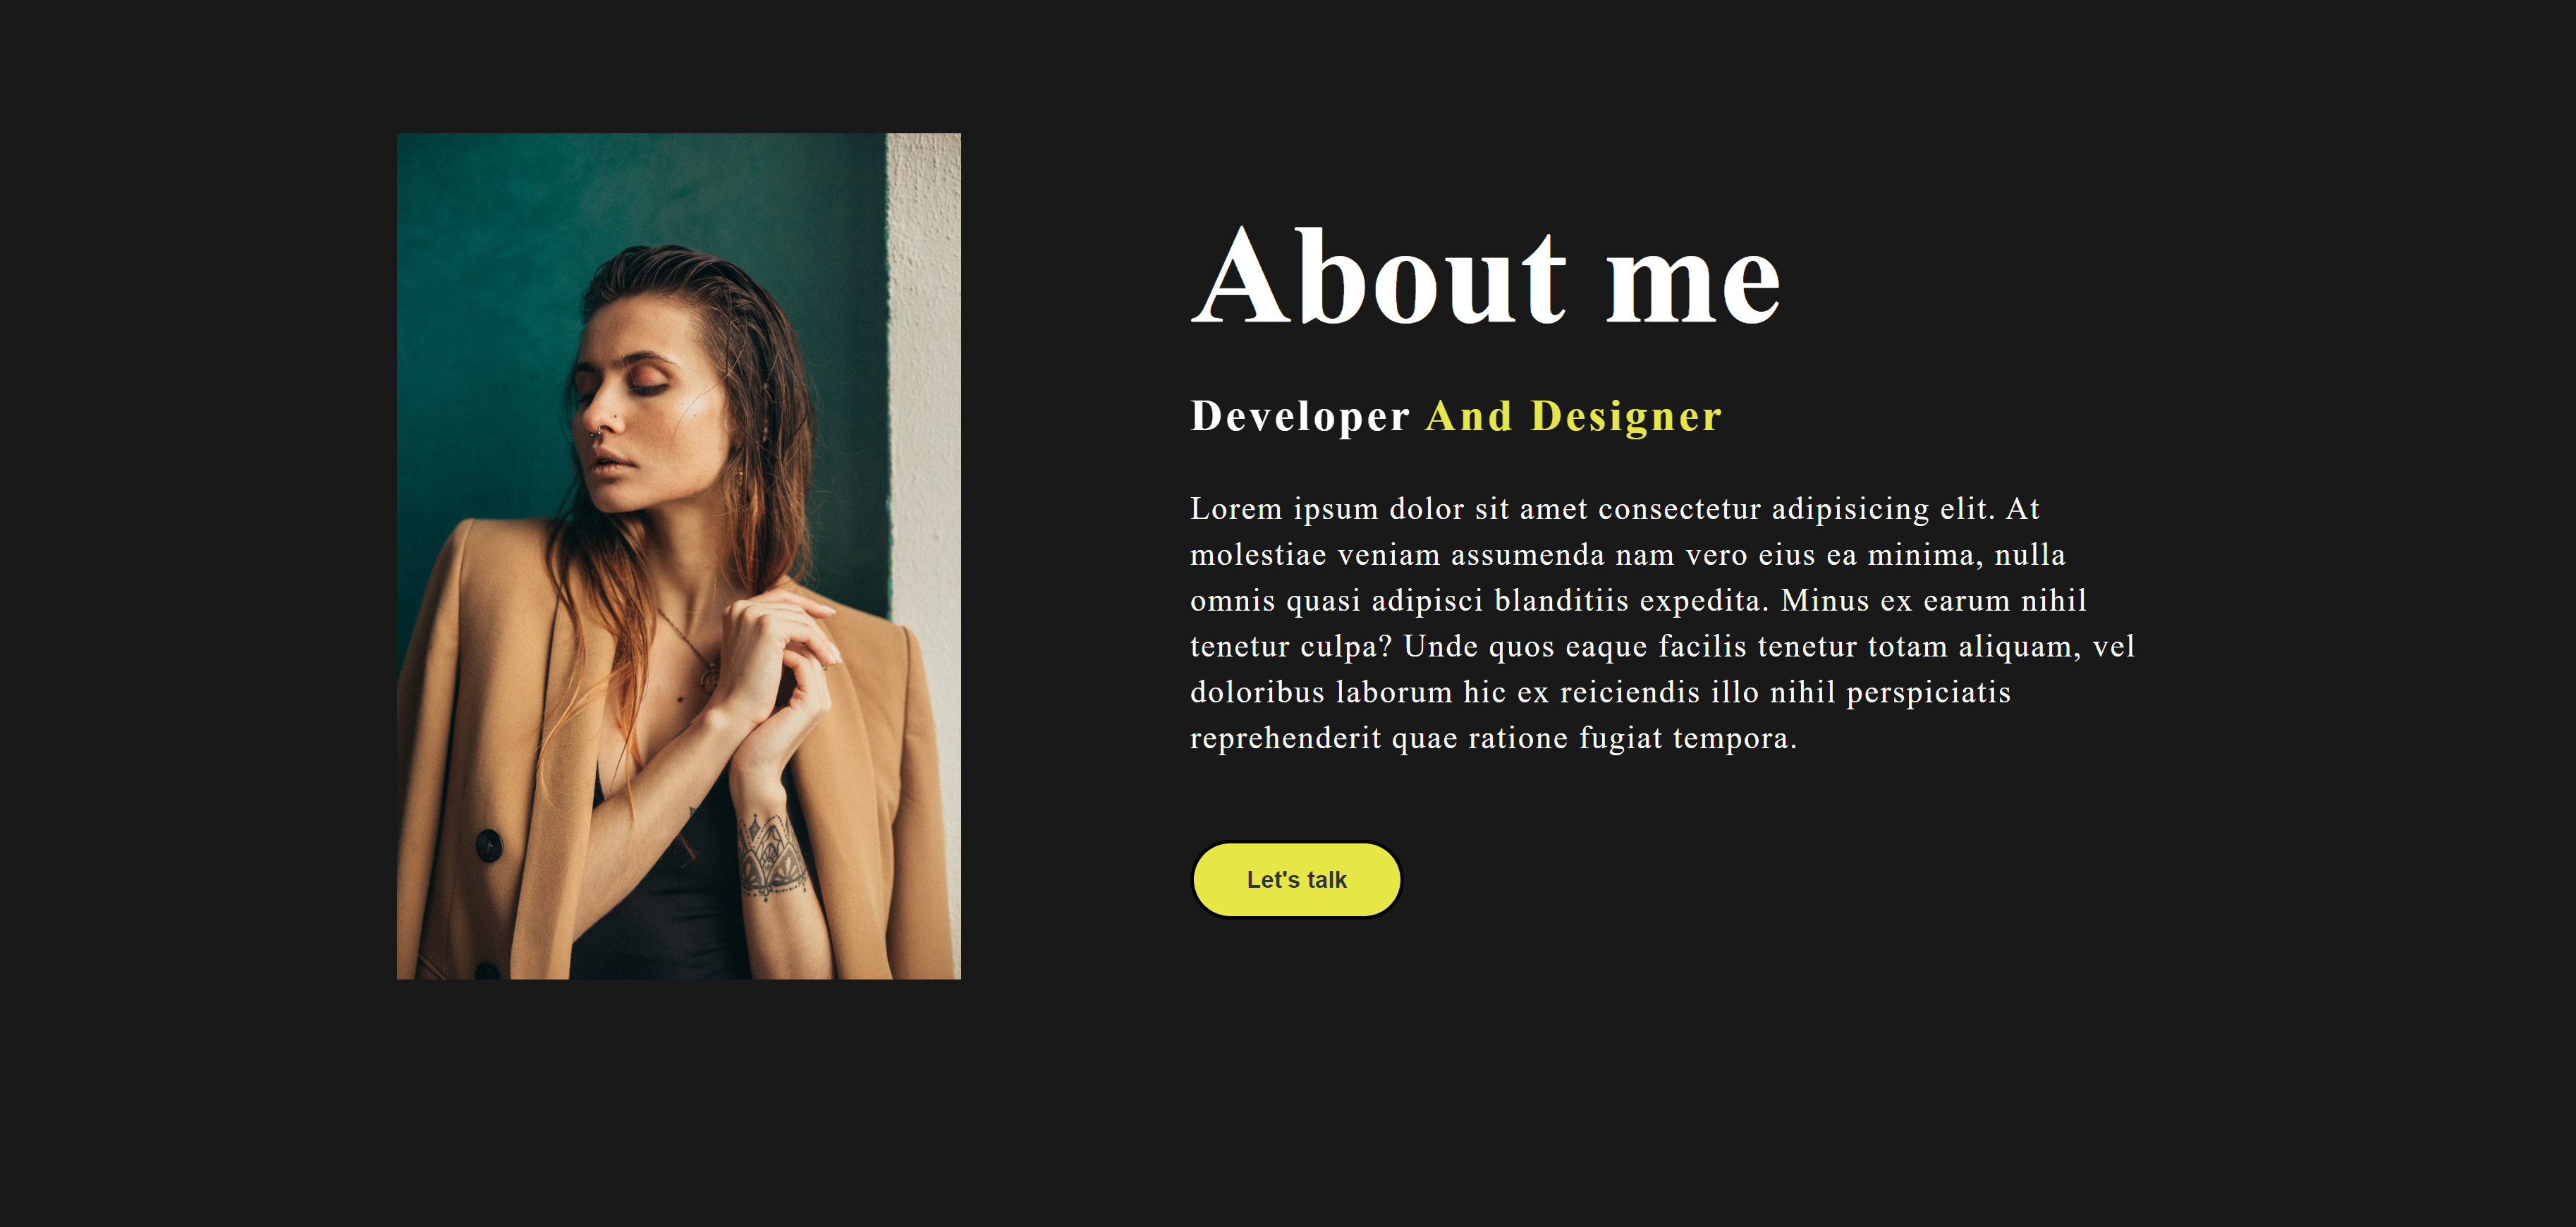 About me
Developer And Designer
Lorem ipsum dolor sit amet consectetur adipisicing elit. At
molestiae veniam assumenda nam vero eius ea minima, nulla
omnis quasi adipisci blanditiis expedita. Minus ex earum nihil
tenetur culpa? Unde quos eaque facilis tenetur totam aliquam, vel
doloribus laborum hic ex reiciendis illo nihil perspiciatis
reprehenderit quae ratione fugiat tempora.
Let's talk